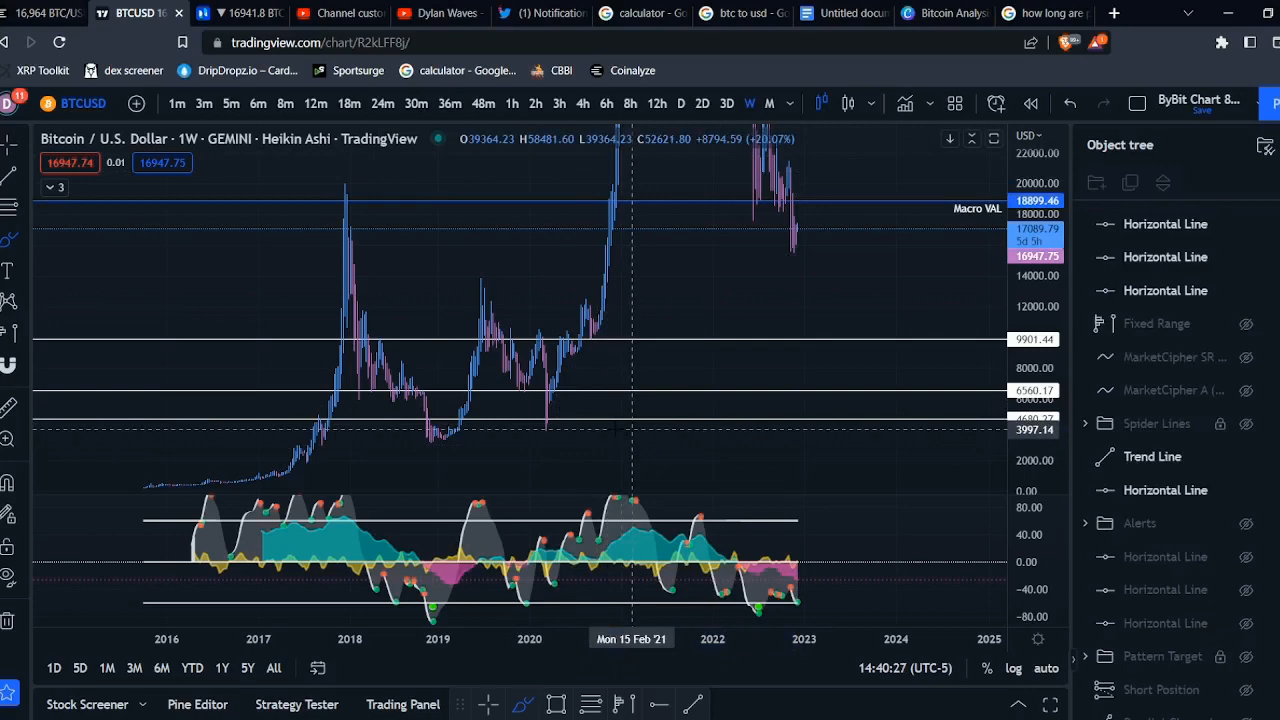 16,964 BTC/US
BTCUSD 16
16941.8 BTC
Channel custo
Dylan Waves -
(1) Notification
calculator - Go
btc to usd - Go
Untitled docum
Bitcoin Analysi
how long are p
tradingview.com/chart/R2kLFF8j/
XRP Toolkit
dex screener
DripDropz.io – Card...
Sportsurge
calculator - Google...
CBBI
Coinalyze
D 11
BTCUSD
1m 3m 5m 6m 8m 12m 18m 24m 30m 36m 48m 1h 2h 3h 4h 6h 8h 12h D 2D 3D W M
ByBit Chart 8...
Save
P
Bitcoin / U.S. Dollar · 1W · GEMINI · Heikin Ashi · TradingView
O39364.23 H58481.60 L39364.23 C52621.80 +8794.59 (+20.07%)
USD
Object tree
16947.74 0.01 16947.75
3
22000.00
20000.00
18899.46
Macro VAL
18000.00
17089.79
5d 5h
16947.75
14000.00
12000.00
9901.44
8000.00
6560.17
6000.00
4680.27
3997.14
2000.00
0.00
80.00
40.00
0.00
−40.00
−80.00
2016 2017 2018 2019 2020 Mon 15 Feb '21 2022 2023 2024 2025
Horizontal Line
Horizontal Line
Horizontal Line
Fixed Range
MarketCipher SR ...
MarketCipher A (...
Spider Lines
Trend Line
Horizontal Line
Alerts
Horizontal Line
Horizontal Line
Horizontal Line
Pattern Target
Short Position
1D 5D 1M 3M 6M YTD 1Y 5Y All
14:40:27 (UTC-5) % log auto
Stock Screener Pine Editor Strategy Tester Trading Panel